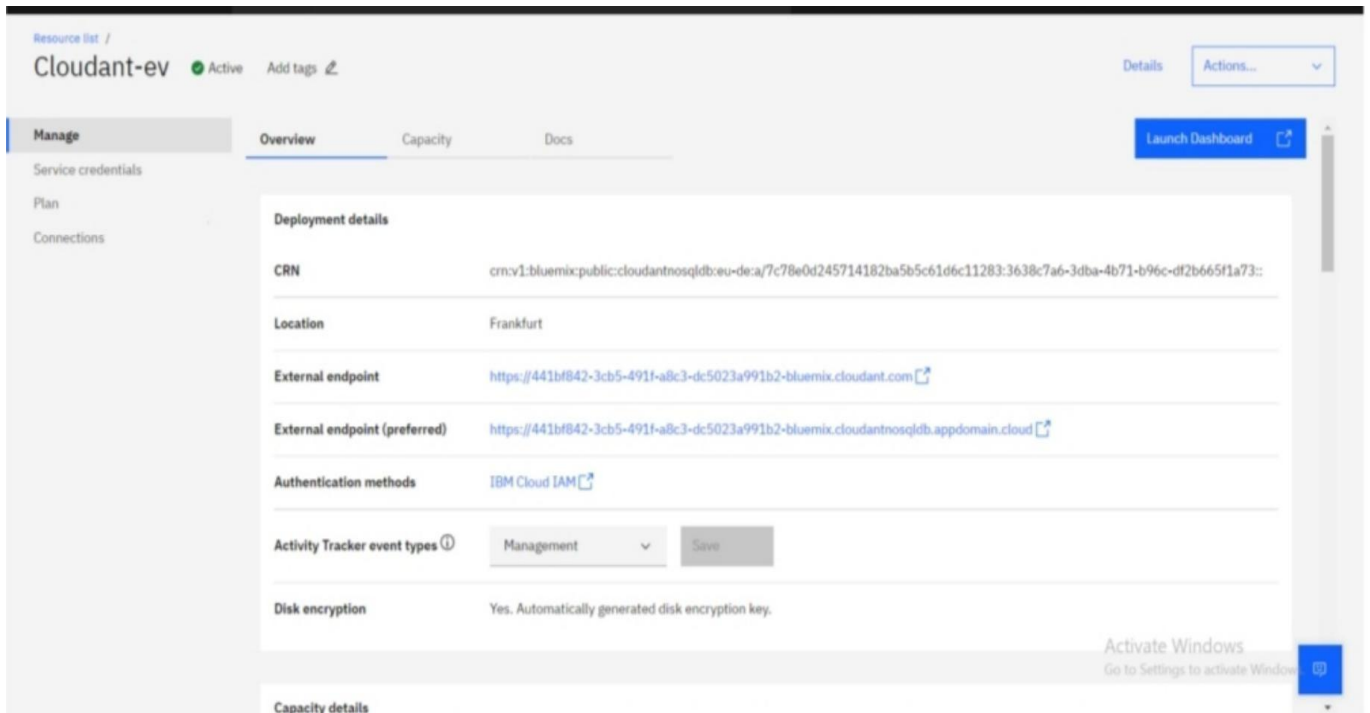 Resource list /
Cloudant-ev Active Add tags
Details Actions...
Manage
Service credentials
Plan
Connections
Overview Capacity Docs
Launch Dashboard
Deployment details
CRN crn:v1:bluemix:public:cloudantnosqldb:eu-de:a/7c78e0d245714182ba5b5c61d6c11283:3638c7a6-3dba-4b71-b96c-df2b665f1a73::
Location Frankfurt
External endpoint https://441bf842-3cb5-491f-a8c3-dc5023a991b2-bluemix.cloudant.com
External endpoint (preferred) https://441bf842-3cb5-491f-a8c3-dc5023a991b2-bluemix.cloudantnosqldb.appdomain.cloud
Authentication methods IBM Cloud IAM
Activity Tracker event types Management Save
Disk encryption Yes. Automatically generated disk encryption key.
Activate Windows
Go to Settings to activate Window
Capacity details